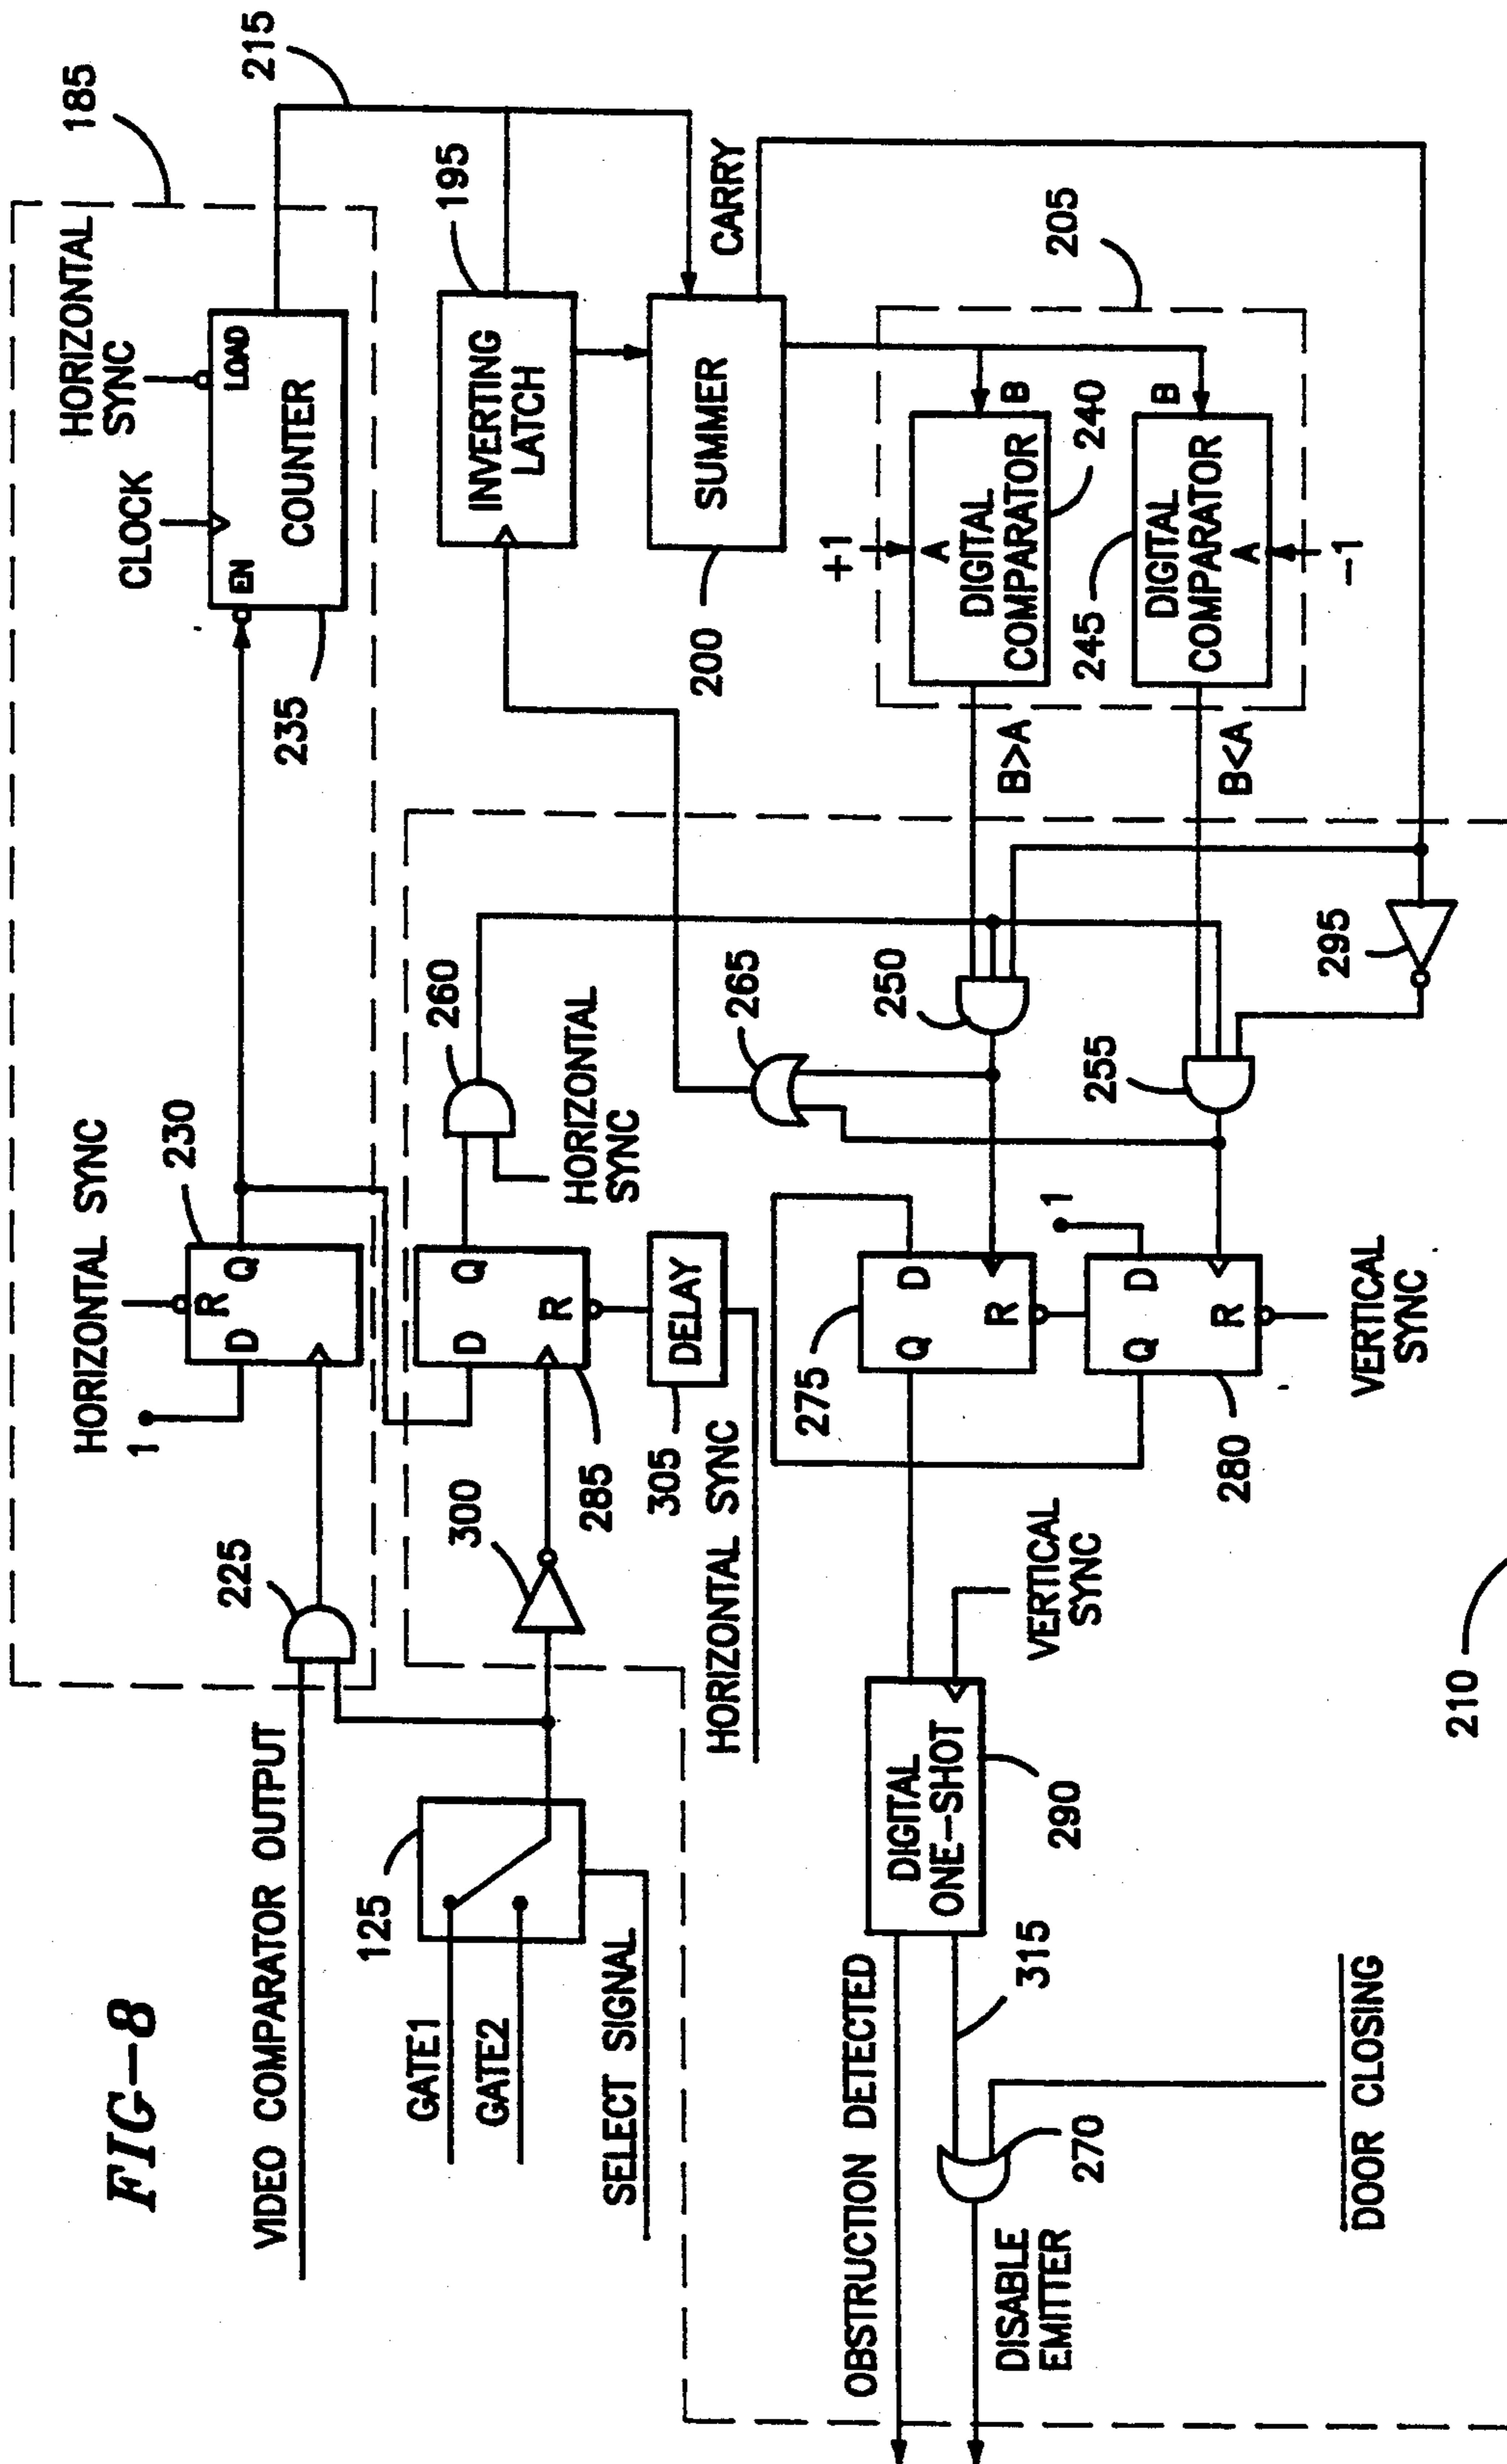 FIG-8
185
HORIZONTAL
SYNC
CLOCK
215
HORIZONTAL SYNC
1
230
D
R
Q
EN
LOAD
COUNTER
235
225
VIDEO COMPARATOR OUTPUT
125
GATE1
GATE2
SELECT SIGNAL
300
D
Q
R
285
DELAY
305
HORIZONTAL SYNC
260
HORIZONTAL
SYNC
195
INVERTING
LATCH
SUMMER
200
CARRY
205
+1
A
B
DIGITAL
COMPARATOR
240
245
DIGITAL
COMPARATOR
A
B
-1
B>A
B<A
265
250
255
295
275
Q
D
R
1
280
Q
D
R
VERTICAL
SYNC
VERTICAL
SYNC
DIGITAL
ONE-SHOT
290
OBSTRUCTION DETECTED
315
DISABLE
EMITTER
270
DOOR CLOSING
210